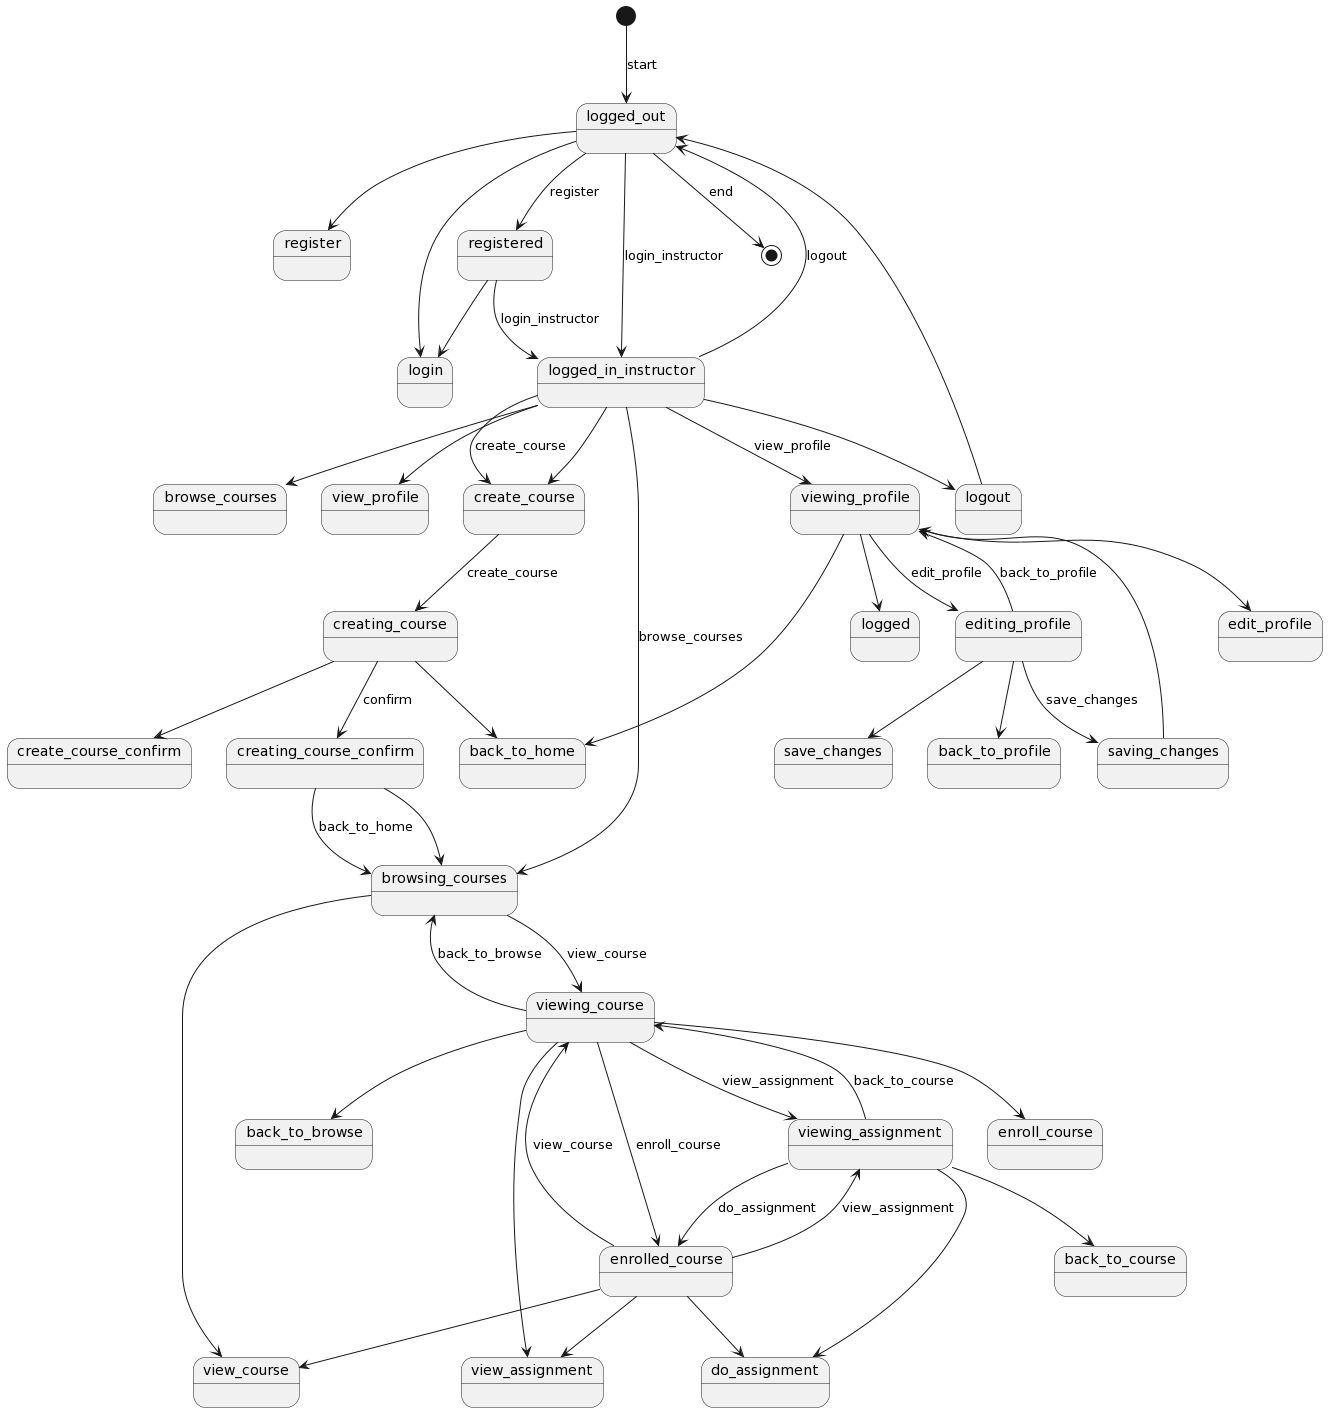 start
logged_out
register
end
register
registered
login_instructor
logout
login_instructor
login
logged_in_instructor
create_course
view_profile
browse_courses
view_profile
create_course
viewing_profile
logout
create_course
edit_profile
back_to_profile
creating_course
browse_courses
logged
editing_profile
edit_profile
confirm
save_changes
create_course_confirm
creating_course_confirm
back_to_home
save_changes
back_to_profile
saving_changes
back_to_home
browsing_courses
back_to_browse
view_course
viewing_course
view_assignment
back_to_course
back_to_browse
view_course
enroll_course
viewing_assignment
enroll_course
do_assignment
view_assignment
enrolled_course
back_to_course
view_course
view_assignment
do_assignment